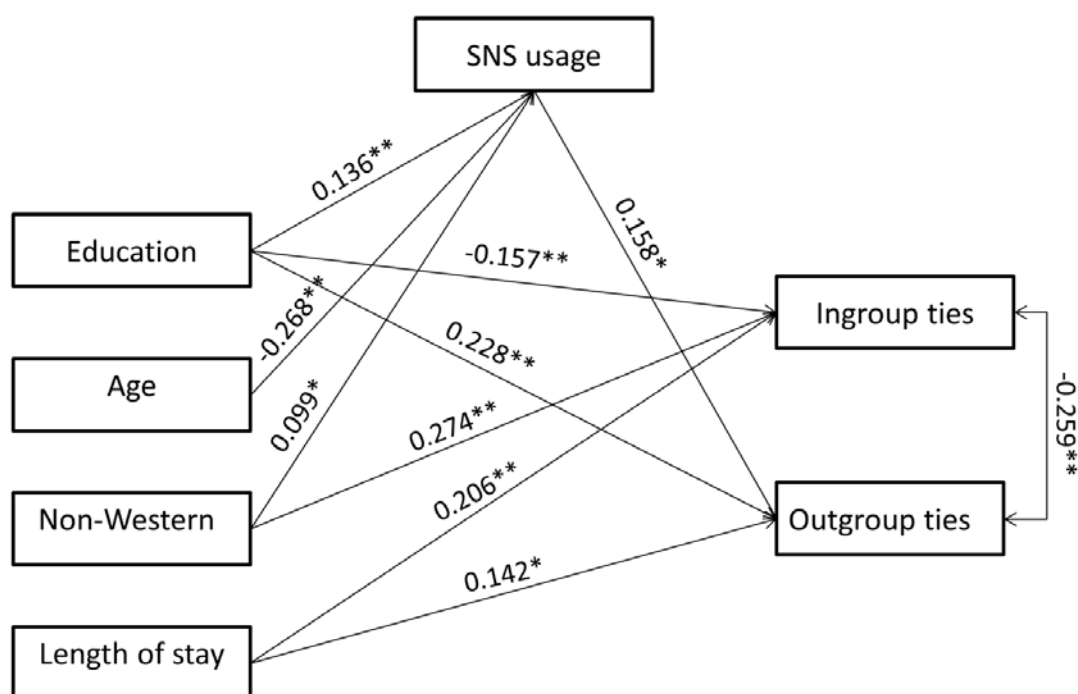 SNS usage
0.136**
Education
-0.157**
0.158*
-0.268**
0.228**
Ingroup ties
Age
0.099*
0.274**
-0.259**
Non-Western
0.206**
Outgroup ties
0.142*
Length of stay